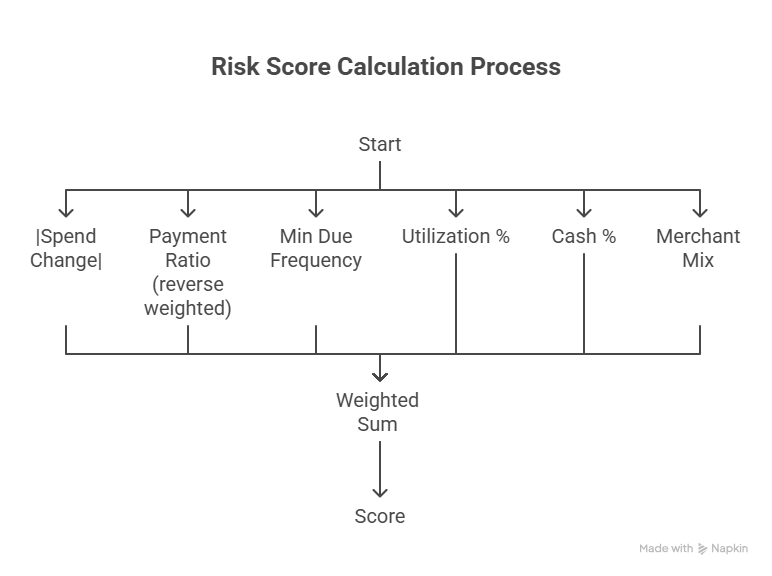 Risk Score Calculation Process
Start
|Spend
Change|
Payment
Ratio
(reverse
weighted)
Min Due
Frequency
Utilization %
Cash %
Merchant
Mix
Weighted
Sum
Score
Made with Napkin